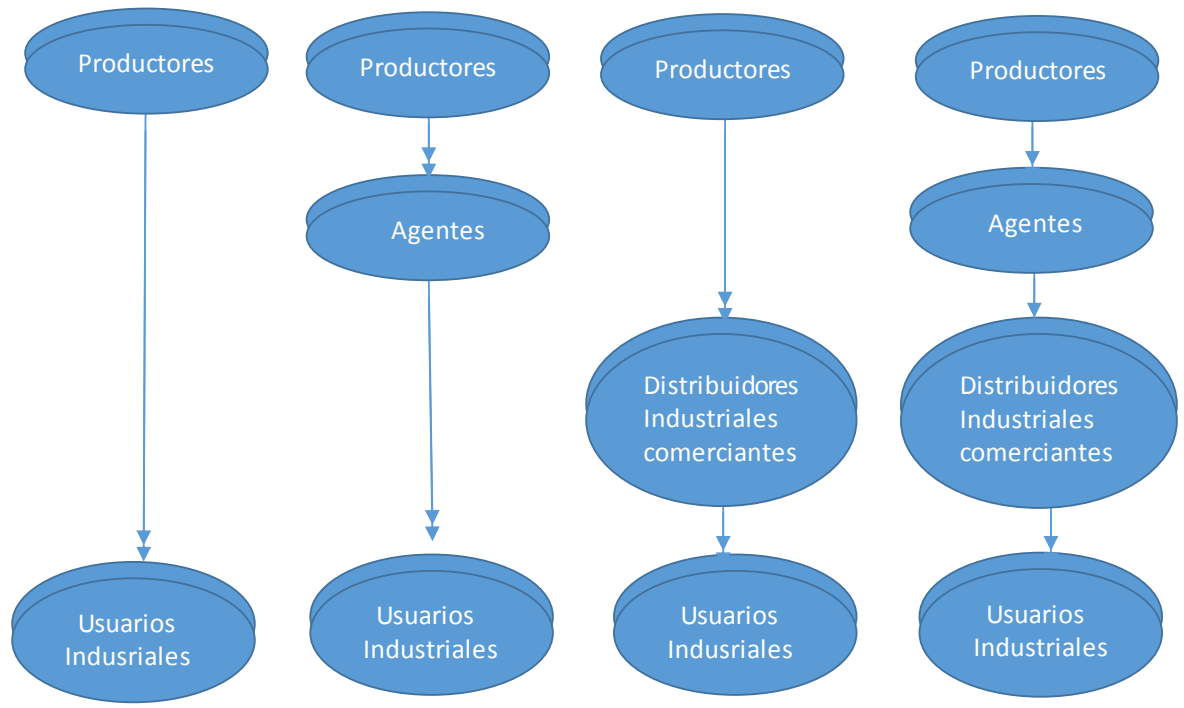 Productores
Productores
Productores
Productores
Agentes
Agentes
Distribuidores
Industriales
comerciantes
Distribuidores
Industriales
comerciantes
Usuarios
Indusriales
Usuarios
Industriales
Usuarios
Indusriales
Usuarios
Industriales